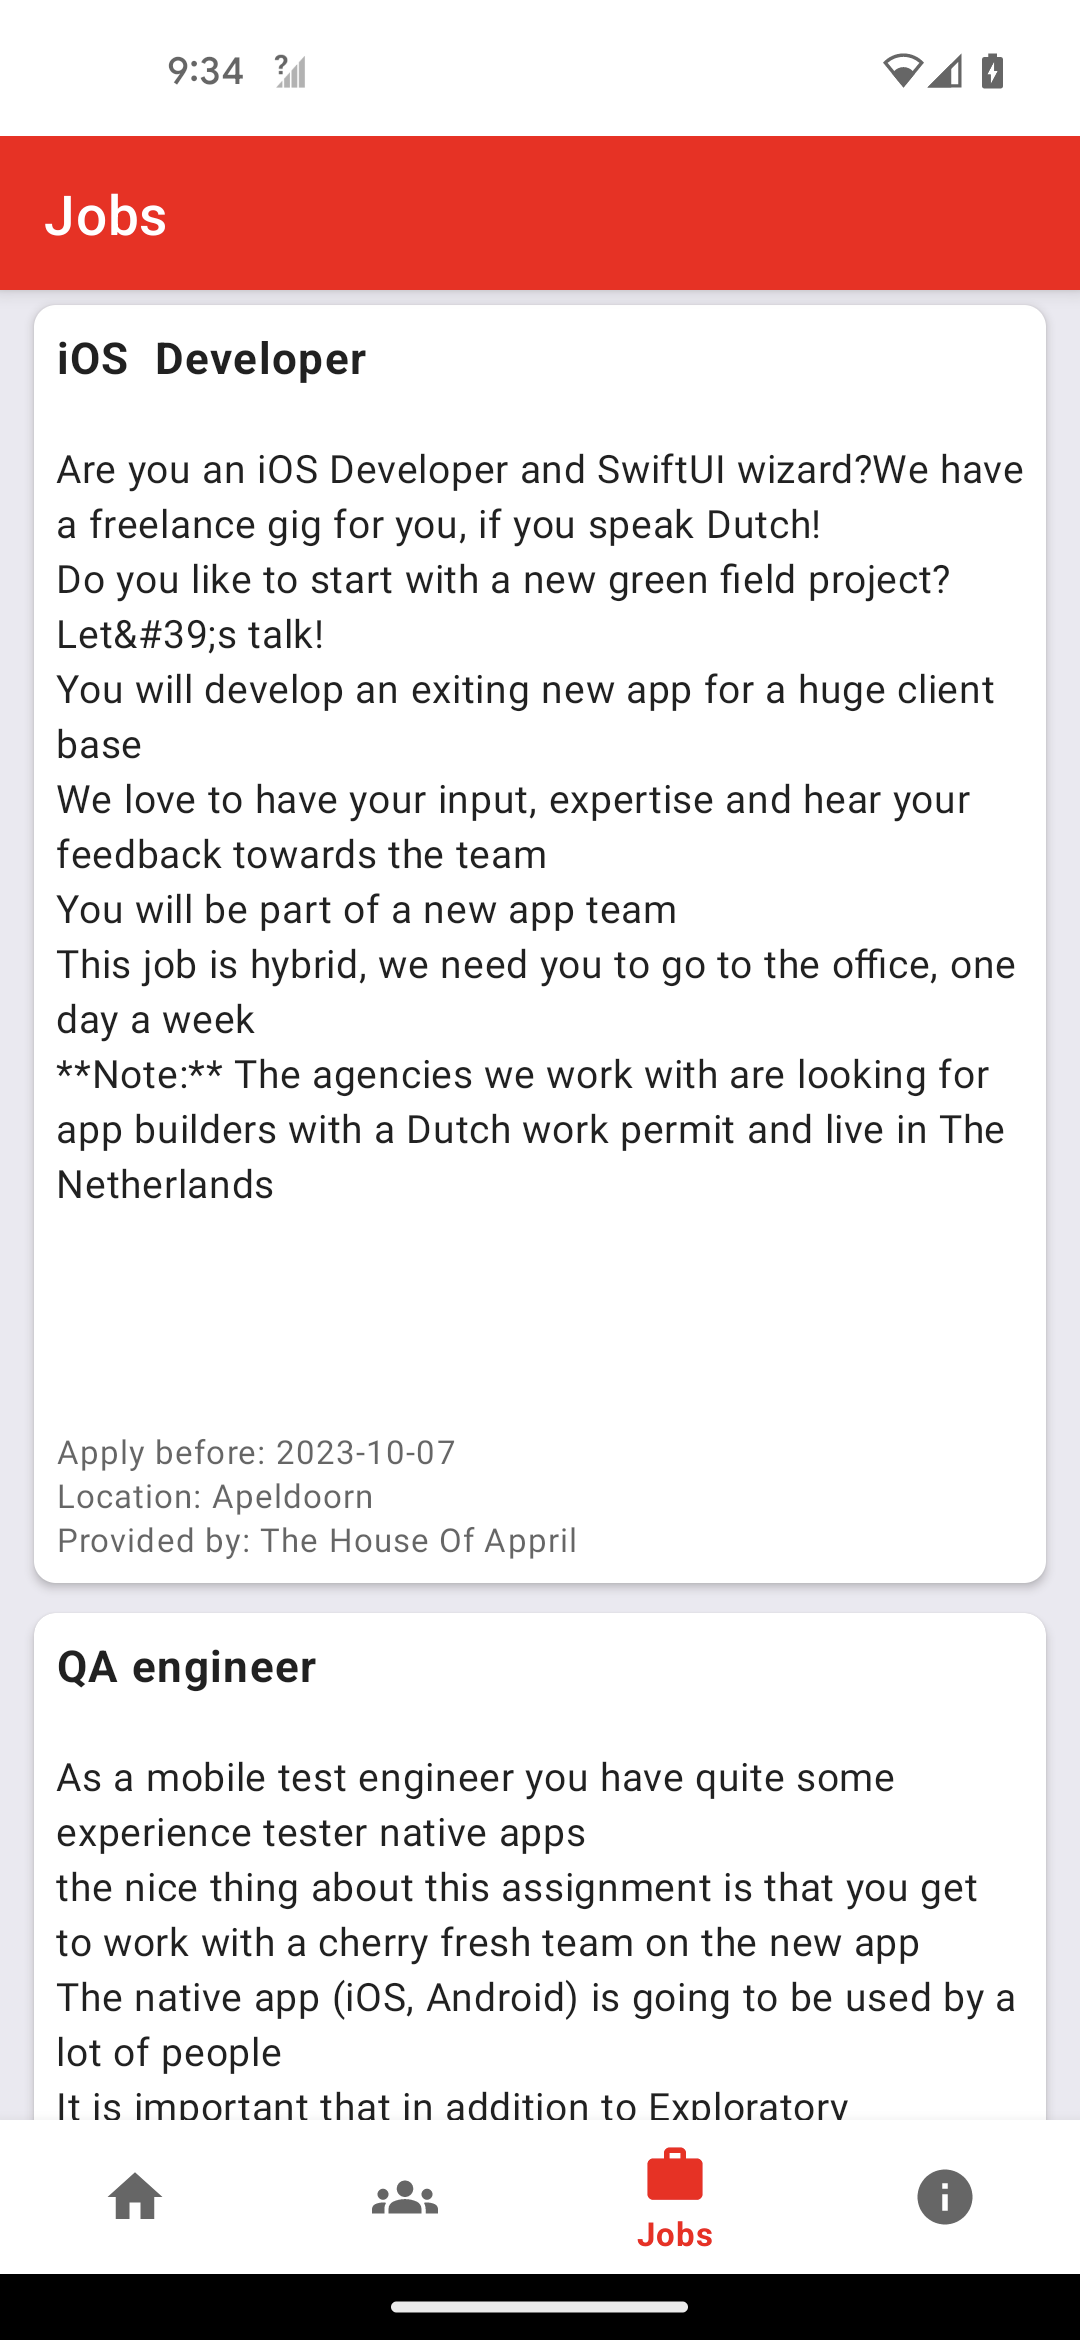 9:34
Jobs
iOS  Developer
Are you an iOS Developer and SwiftUI wizard?We have
a freelance gig for you, if you speak Dutch!
Do you like to start with a new green field project?
Let&#39;s talk!
You will develop an exiting new app for a huge client
base
We love to have your input, expertise and hear your
feedback towards the team
You will be part of a new app team
This job is hybrid, we need you to go to the office, one
day a week
**Note:** The agencies we work with are looking for
app builders with a Dutch work permit and live in The
Netherlands
Apply before: 2023-10-07
Location: Apeldoorn
Provided by: The House Of Appril
QA engineer
As a mobile test engineer you have quite some
experience tester native apps
the nice thing about this assignment is that you get
to work with a cherry fresh team on the new app
The native app (iOS, Android) is going to be used by a
lot of people
It is important that in addition to Exploratory
Jobs